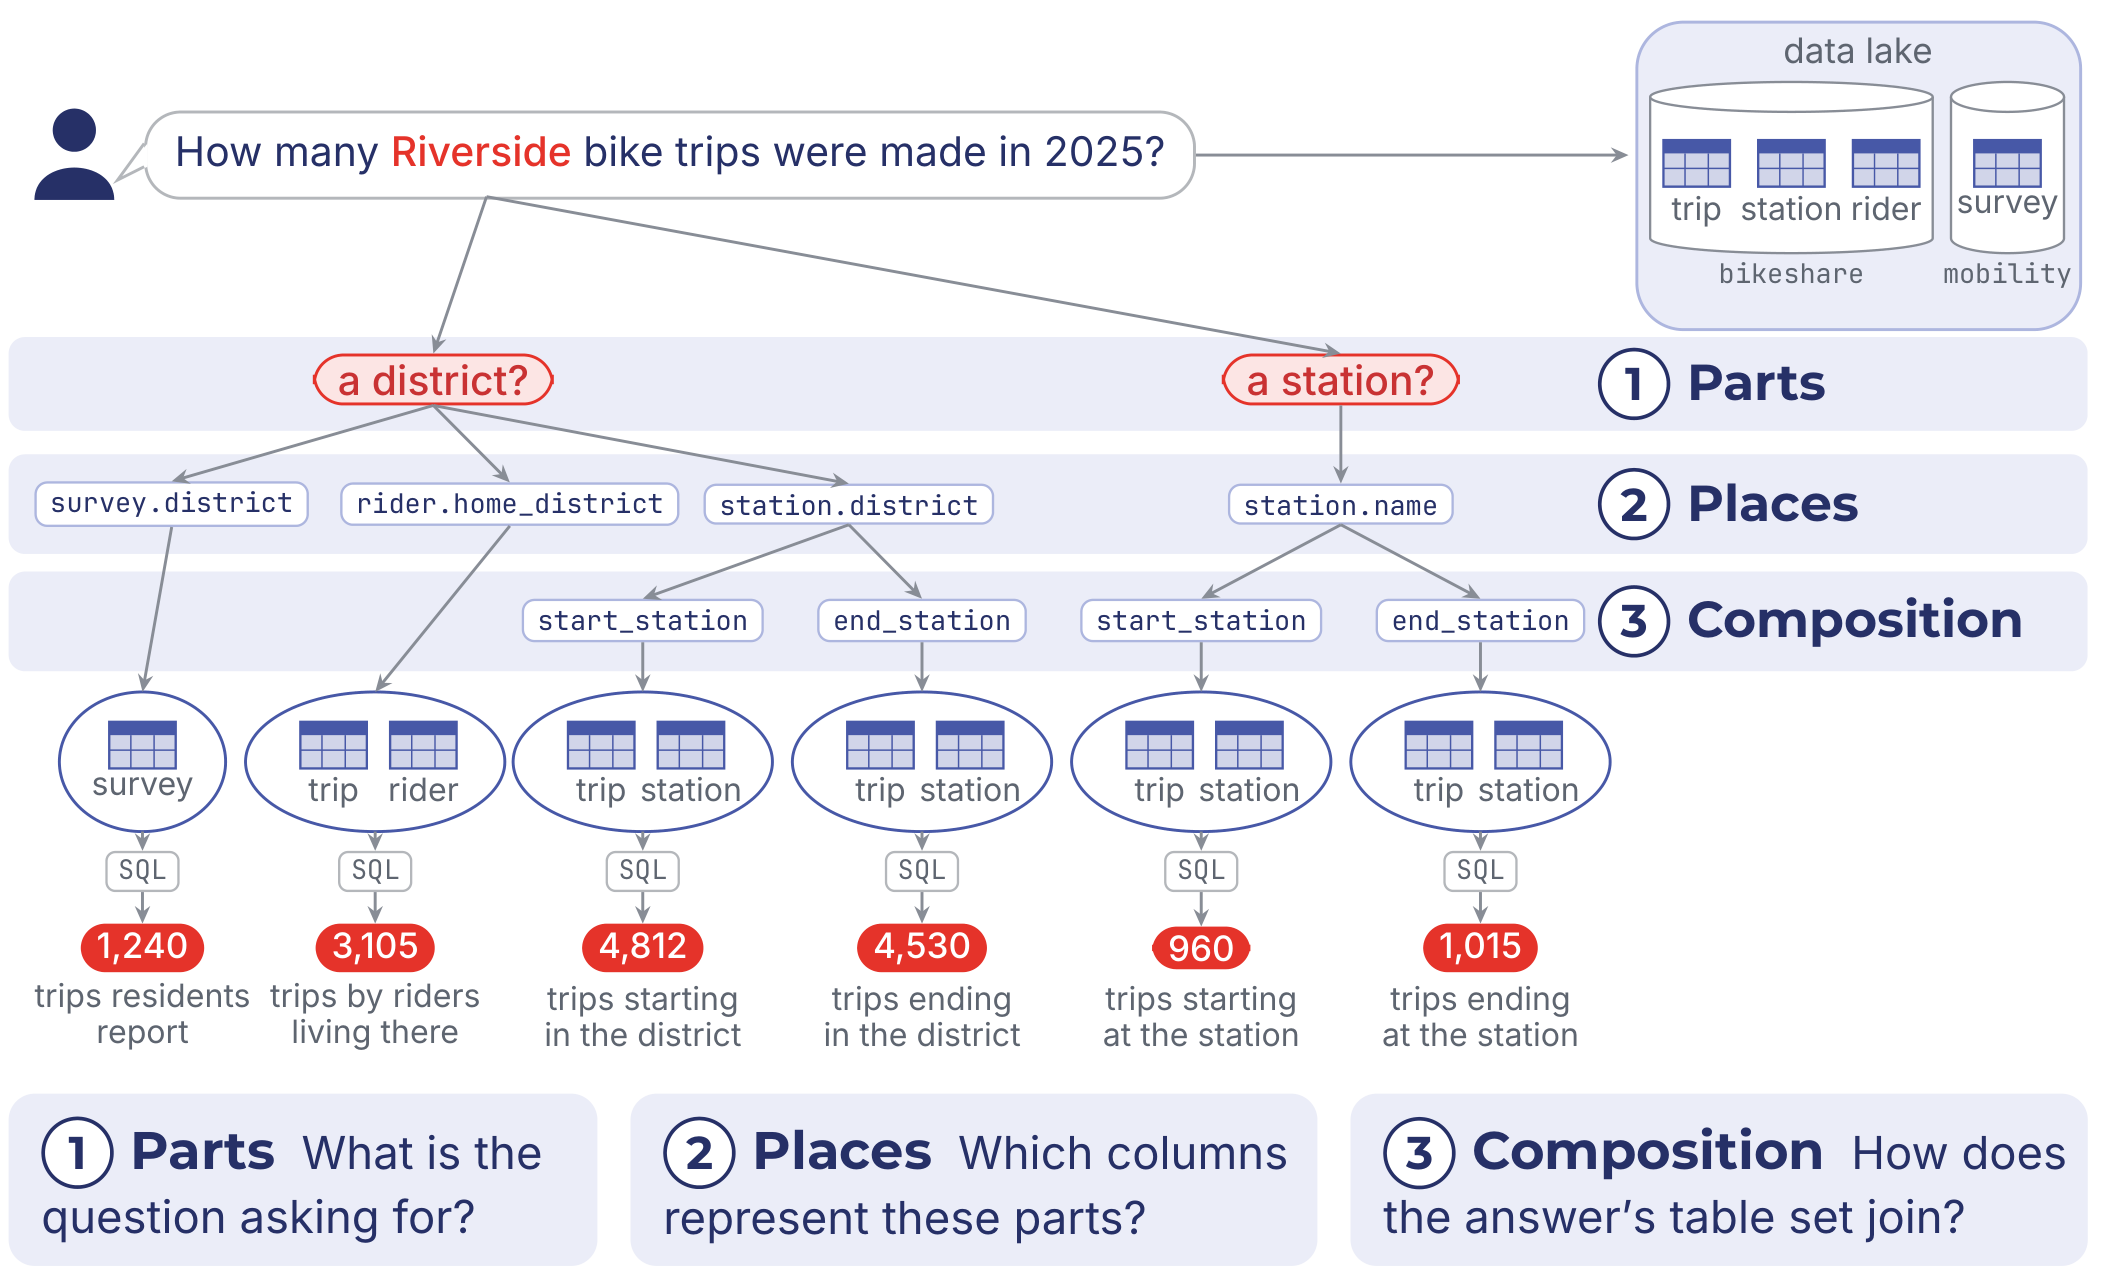 data lake
How many Riverside bike trips were made in 2025?
trip station rider survey
bikeshare mobility
a district? a station? 1 Parts
survey.district rider.home_district station.district station.name 2 Places
start_station end_station start_station end_station 3 Composition
survey trip rider trip station trip station trip station trip station
SQL SQL SQL SQL SQL SQL
1,240 3,105 4,812 4,530 960 1,015
trips residents trips by riders trips starting trips ending trips starting trips ending
report living there in the district in the district at the station at the station
1 Parts What is the
question asking for?
2 Places Which columns
represent these parts?
3 Composition How does
the answer’s table set join?